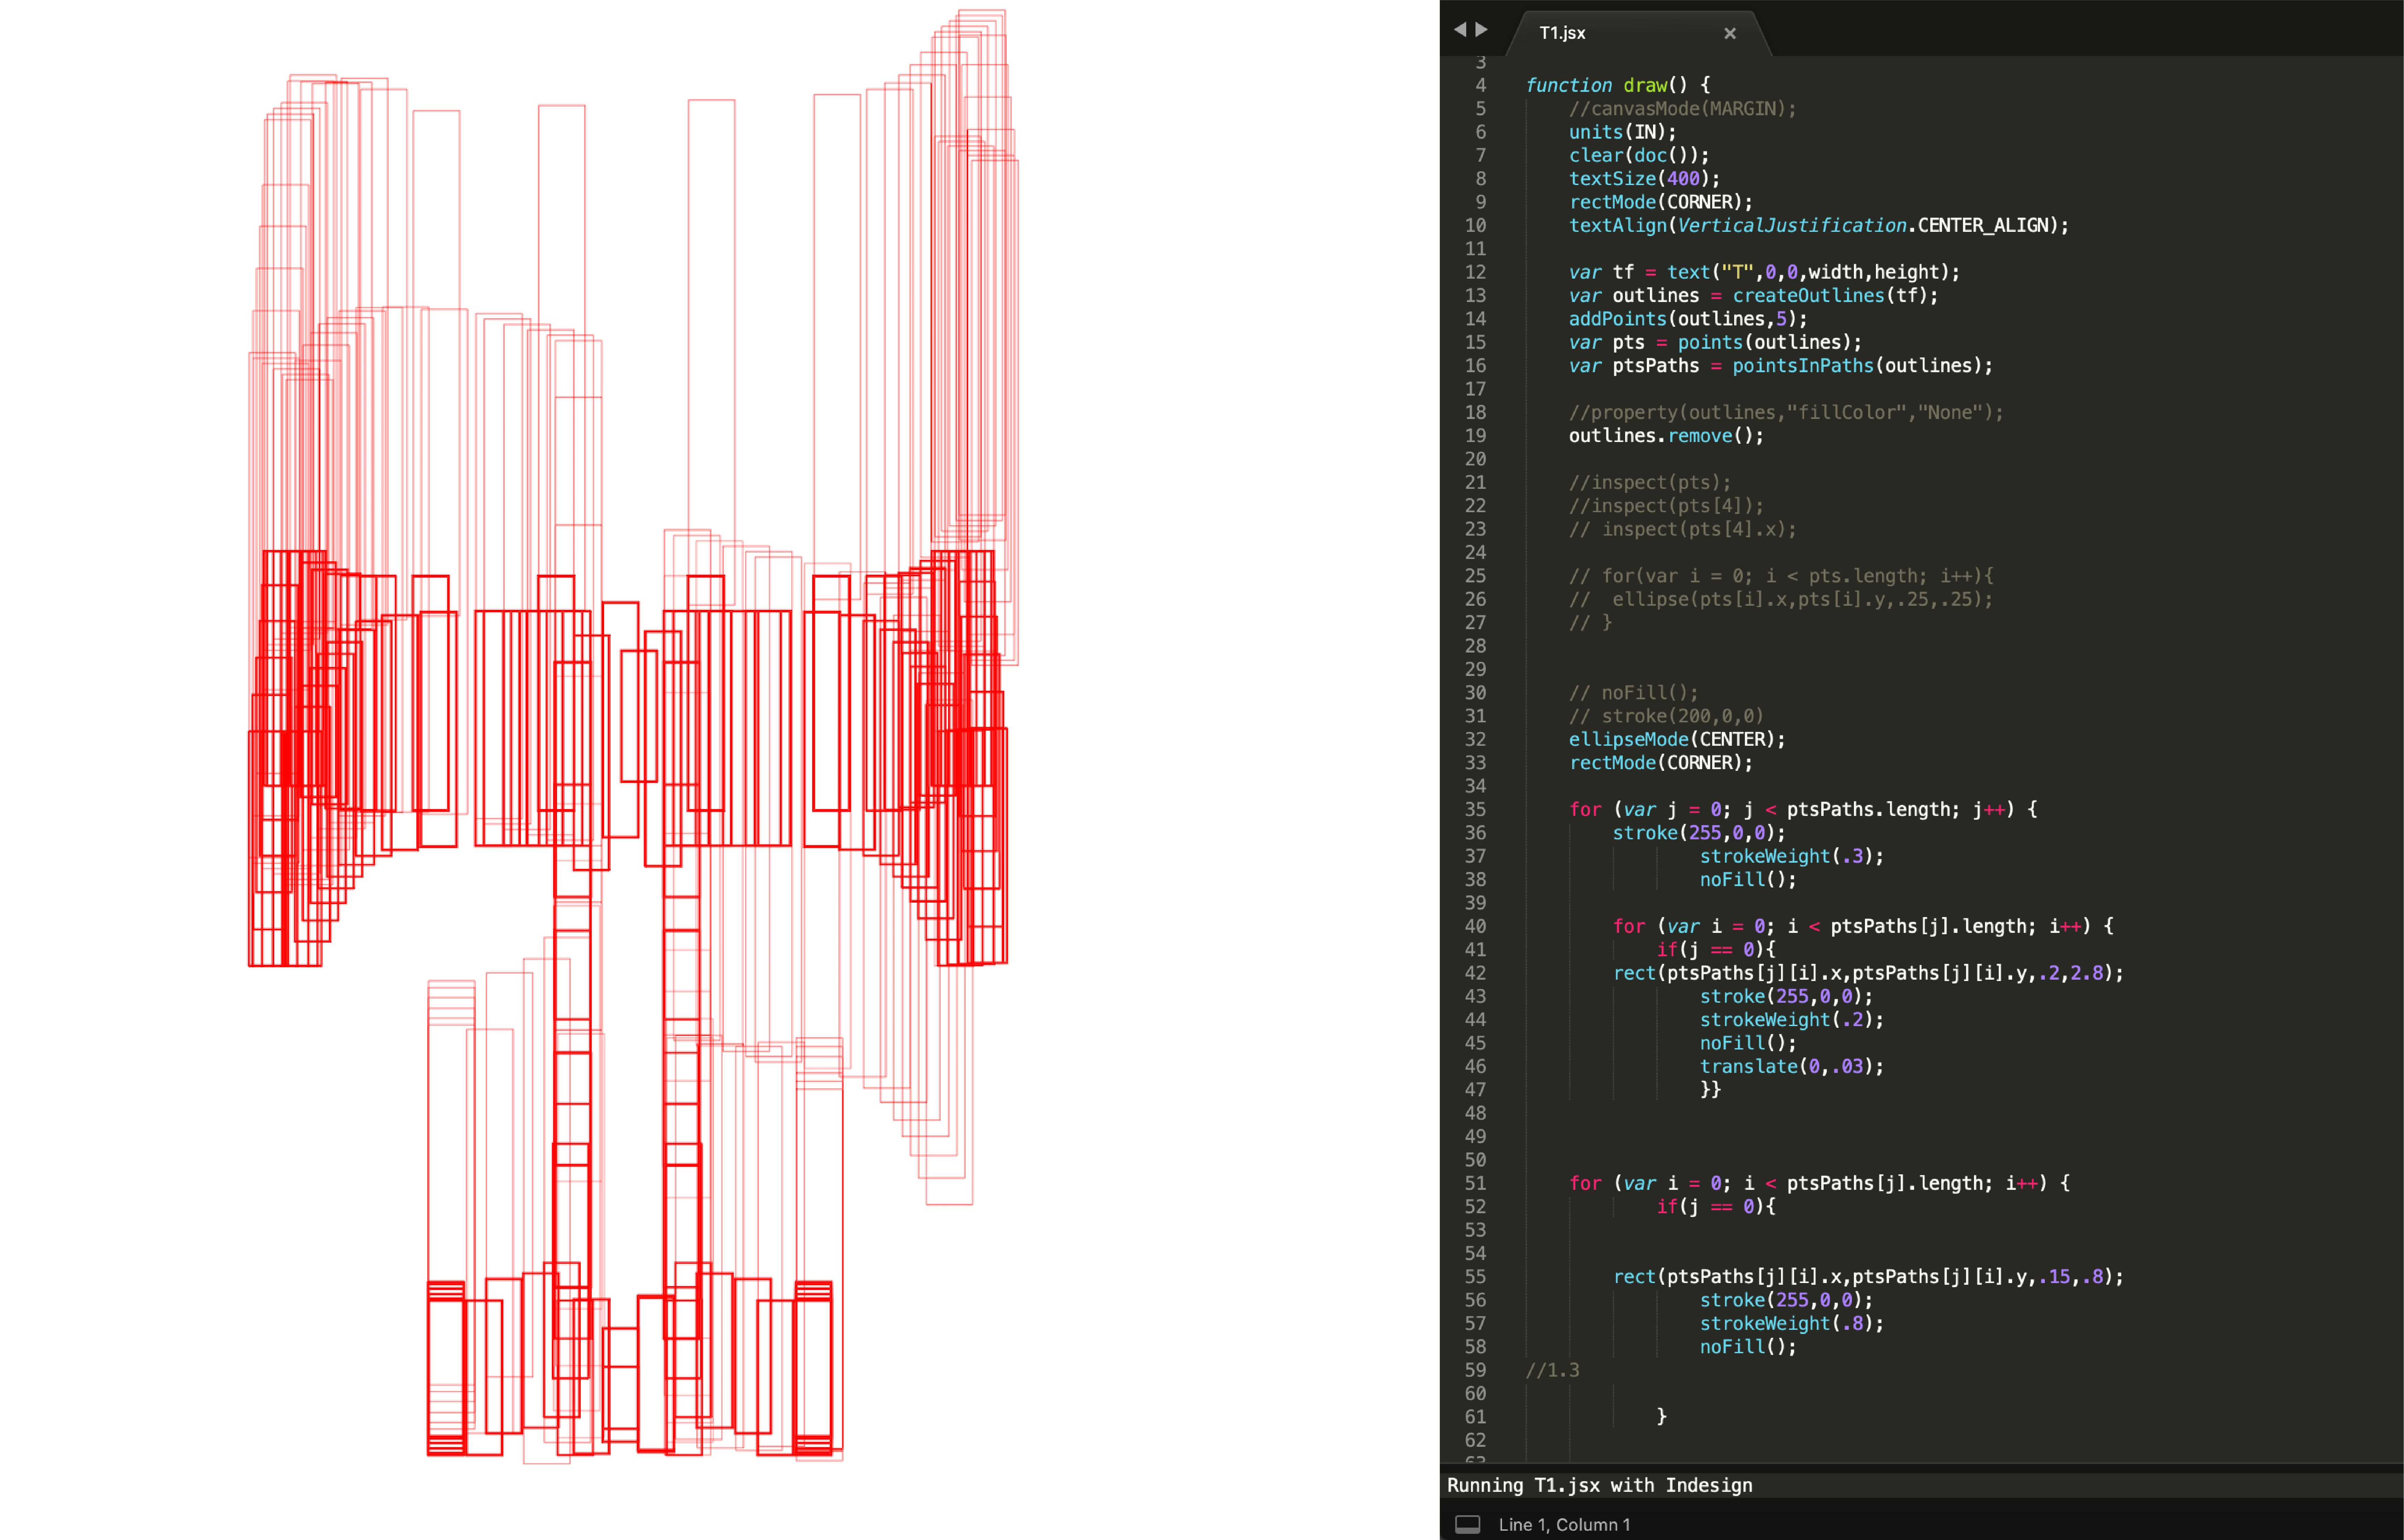 T1.jsx ×
3
4 function draw() {
5 //canvasMode(MARGIN);
6 units(IN);
7 clear(doc());
8 textSize(400);
9 rectMode(CORNER);
10 textAlign(VerticalJustification.CENTER_ALIGN);
11
12 var tf = text("T",0,0,width,height);
13 var outlines = createOutlines(tf);
14 addPoints(outlines,5);
15 var pts = points(outlines);
16 var ptsPaths = pointsInPaths(outlines);
17
18 //property(outlines,"fillColor","None");
19 outlines.remove();
20
21 //inspect(pts);
22 //inspect(pts[4]);
23 // inspect(pts[4].x);
24
25 // for(var i = 0; i < pts.length; i++){
26 //  ellipse(pts[i].x,pts[i].y,.25,.25);
27 // }
28
29
30 // noFill();
31 // stroke(200,0,0)
32 ellipseMode(CENTER);
33 rectMode(CORNER);
34
35 for (var j = 0; j < ptsPaths.length; j++) {
36 stroke(255,0,0);
37 strokeWeight(.3);
38 noFill();
39
40 for (var i = 0; i < ptsPaths[j].length; i++) {
41 if(j == 0){
42 rect(ptsPaths[j][i].x,ptsPaths[j][i].y,.2,2.8);
43 stroke(255,0,0);
44 strokeWeight(.2);
45 noFill();
46 translate(0,.03);
47 }}
48
49
50
51 for (var i = 0; i < ptsPaths[j].length; i++) {
52 if(j == 0){
53
54
55 rect(ptsPaths[j][i].x,ptsPaths[j][i].y,.15,.8);
56 stroke(255,0,0);
57 strokeWeight(.8);
58 noFill();
59 //1.3
60
61 }
62
63
Running T1.jsx with Indesign
Line 1, Column 1